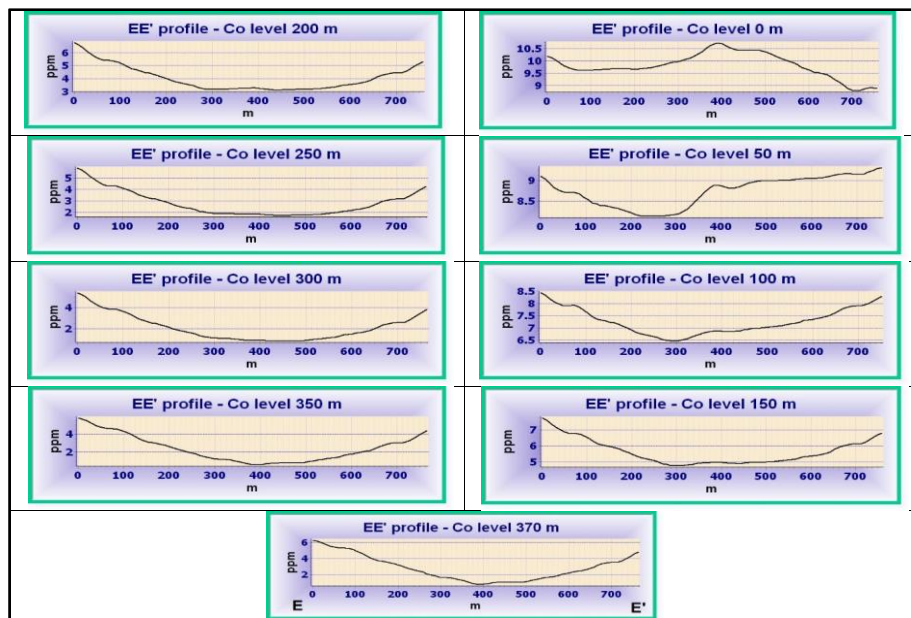 EE' profile - Co level 200 m
ppm
6
5
4
3
0 100 200 300 400 500 600 700
m
EE' profile - Co level 0 m
ppm
10.5
10
9.5
9
0 100 200 300 400 500 600 700
m
EE' profile - Co level 250 m
ppm
5
4
3
2
0 100 200 300 400 500 600 700
m
EE' profile - Co level 50 m
ppm
9
8.5
0 100 200 300 400 500 600 700
m
EE' profile - Co level 300 m
ppm
4
2
0 100 200 300 400 500 600 700
m
EE' profile - Co level 100 m
ppm
8.5
8
7.5
7
6.5
0 100 200 300 400 500 600 700
m
EE' profile - Co level 350 m
ppm
4
2
0 100 200 300 400 500 600 700
m
EE' profile - Co level 150 m
ppm
7
6
5
0 100 200 300 400 500 600 700
m
EE' profile - Co level 370 m
ppm
6
4
2
0 100 200 300 400 500 600 700
E m E'